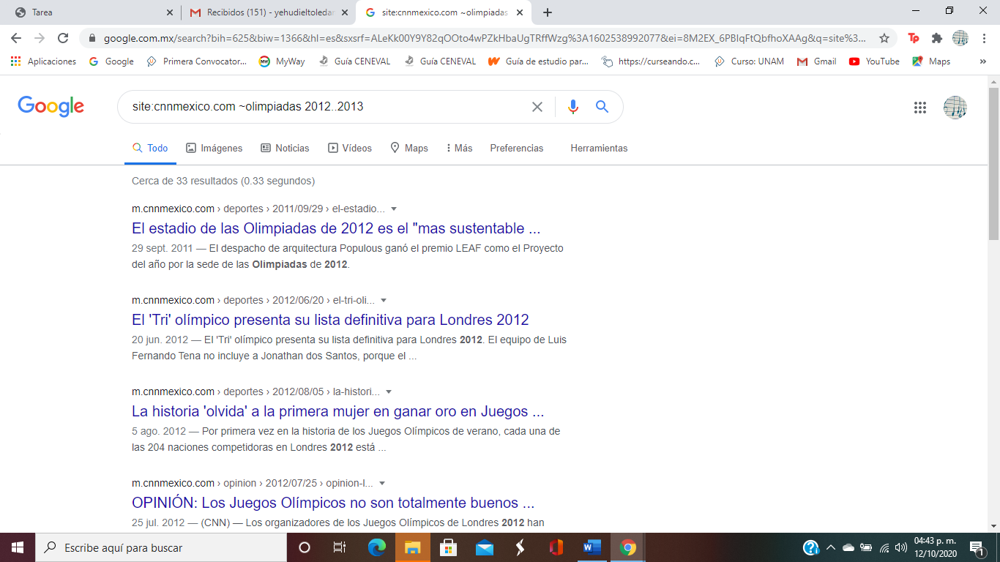 Tarea
Recibidos (151) - yehudieltoledar
site:cnnmexico.com ~olimpiadas
google.com.mx/search?bih=625&biw=1366&hl=es&sxsrf=ALeKk00Y9Y82qOOto4wPZkHbaUgTRffWzg%3A1602538992077&ei=8M2EX_6PBIqFtQbfhoXAAg&q=site%3...
Aplicaciones
Google
Primera Convocator...
MyWay
Guía CENEVAL
Guía CENEVAL
Guía de estudio par...
https://curseando.c...
Curso: UNAM
Gmail
YouTube
Maps
»
Google
site:cnnmexico.com ~olimpiadas 2012..2013
Todo
Imágenes
Noticias
Vídeos
Maps
Más
Preferencias
Herramientas
Cerca de 33 resultados (0.33 segundos)
m.cnnmexico.com › deportes › 2011/09/29 › el-estadio...
El estadio de las Olimpiadas de 2012 es el "mas sustentable ...
29 sept. 2011 — El despacho de arquitectura Populous ganó el premio LEAF como el Proyecto
del año por la sede de las Olimpiadas de 2012.
m.cnnmexico.com › deportes › 2012/06/20 › el-tri-oli...
El 'Tri' olímpico presenta su lista definitiva para Londres 2012
20 jun. 2012 — El 'Tri' olímpico presenta su lista definitiva para Londres 2012. El equipo de Luis
Fernando Tena no incluye a Jonathan dos Santos, porque el ...
m.cnnmexico.com › deportes › 2012/08/05 › la-histori...
La historia 'olvida' a la primera mujer en ganar oro en Juegos ...
5 ago. 2012 — Por primera vez en la historia de los Juegos Olímpicos de verano, cada una de
las 204 naciones competidoras en Londres 2012 está ...
m.cnnmexico.com › opinion › 2012/07/25 › opinion-l...
OPINIÓN: Los Juegos Olímpicos no son totalmente buenos ...
25 jul. 2012 — (CNN) — Los organizadores de los Juegos Olímpicos de Londres 2012 han
Escribe aquí para buscar
04:43 p. m.
12/10/2020